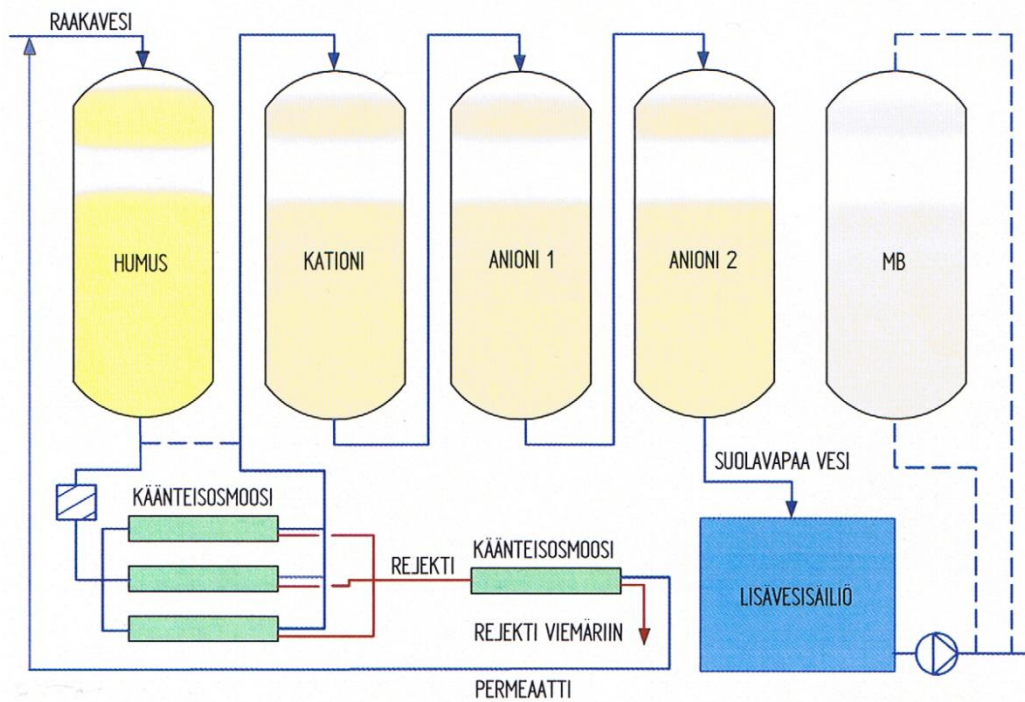 RAAKAVESI
HUMUS
KATIONI
ANIONI 1
ANIONI 2
MB
SUOLAVAPAA VESI
KÄÄNTEISOSMOOSI
REJEKTI
KÄÄNTEISOSMOOSI
LISÄVESISÄILIÖ
REJEKTI VIEMÄRIIN
PERMEAATTI